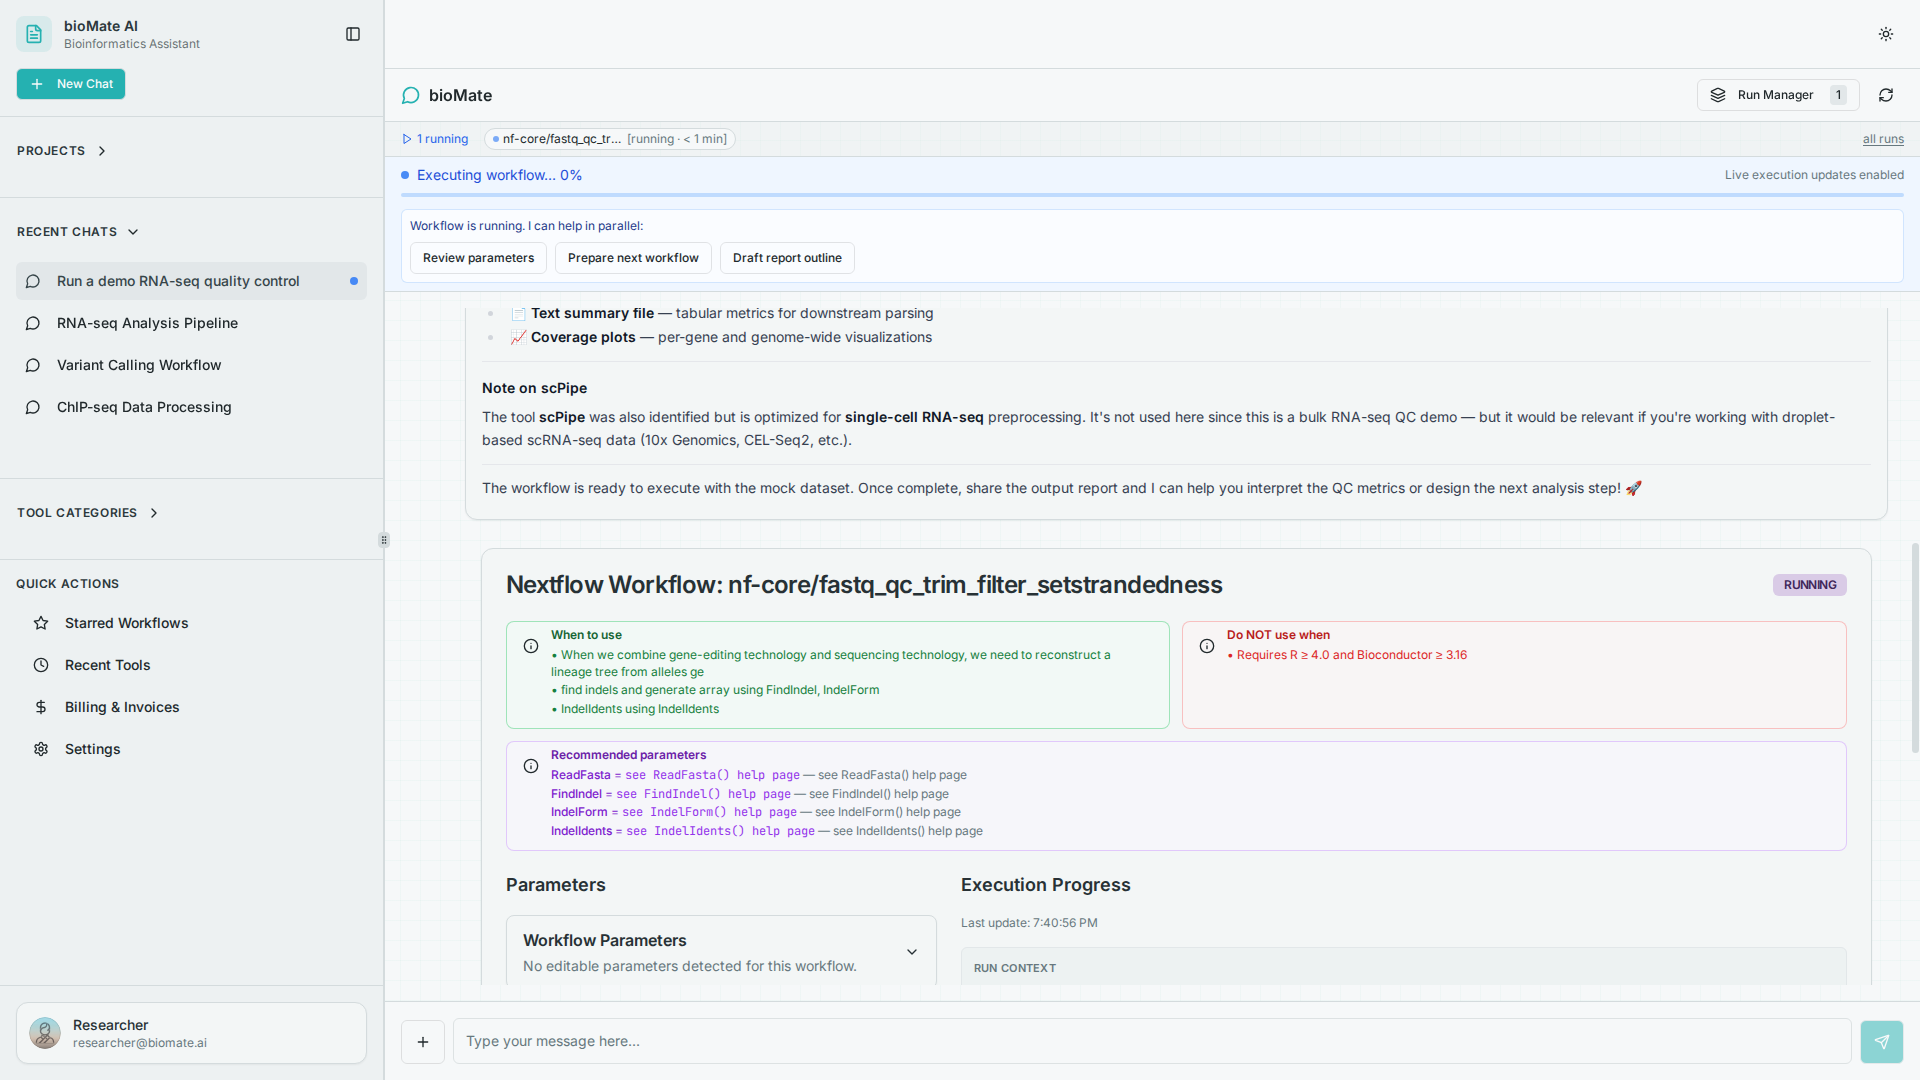 bioMate AI
Bioinformatics Assistant
New Chat
PROJECTS
RECENT CHATS
Run a demo RNA-seq quality control
RNA-seq Analysis Pipeline
Variant Calling Workflow
ChIP-seq Data Processing
TOOL CATEGORIES
QUICK ACTIONS
Starred Workflows
Recent Tools
Billing & Invoices
Settings
Researcher
researcher@biomate.ai
bioMate
Run Manager 1
1 running
nf-core/fastq_qc_tr... [running · < 1 min]
all runs
Executing workflow... 0%
Live execution updates enabled
Workflow is running. I can help in parallel:
Review parameters
Prepare next workflow
Draft report outline
• 📄 Text summary file — tabular metrics for downstream parsing
• 📈 Coverage plots — per-gene and genome-wide visualizations
Note on scPipe
The tool scPipe was also identified but is optimized for single-cell RNA-seq preprocessing. It's not used here since this is a bulk RNA-seq QC demo — but it would be relevant if you're working with droplet-
based scRNA-seq data (10x Genomics, CEL-Seq2, etc.).
The workflow is ready to execute with the mock dataset. Once complete, share the output report and I can help you interpret the QC metrics or design the next analysis step! 🚀
Nextflow Workflow: nf-core/fastq_qc_trim_filter_setstrandedness
RUNNING
When to use
• When we combine gene-editing technology and sequencing technology, we need to reconstruct a
lineage tree from alleles ge
• find indels and generate array using FindIndel, IndelForm
• IndelIdents using IndelIdents
Do NOT use when
• Requires R ≥ 4.0 and Bioconductor ≥ 3.16
Recommended parameters
ReadFasta = see ReadFasta() help page — see ReadFasta() help page
FindIndel = see FindIndel() help page — see FindIndel() help page
IndelForm = see IndelForm() help page — see IndelForm() help page
IndelIdents = see IndelIdents() help page — see IndelIdents() help page
Parameters
Workflow Parameters
No editable parameters detected for this workflow.
Execution Progress
Last update: 7:40:56 PM
RUN CONTEXT
Type your message here...